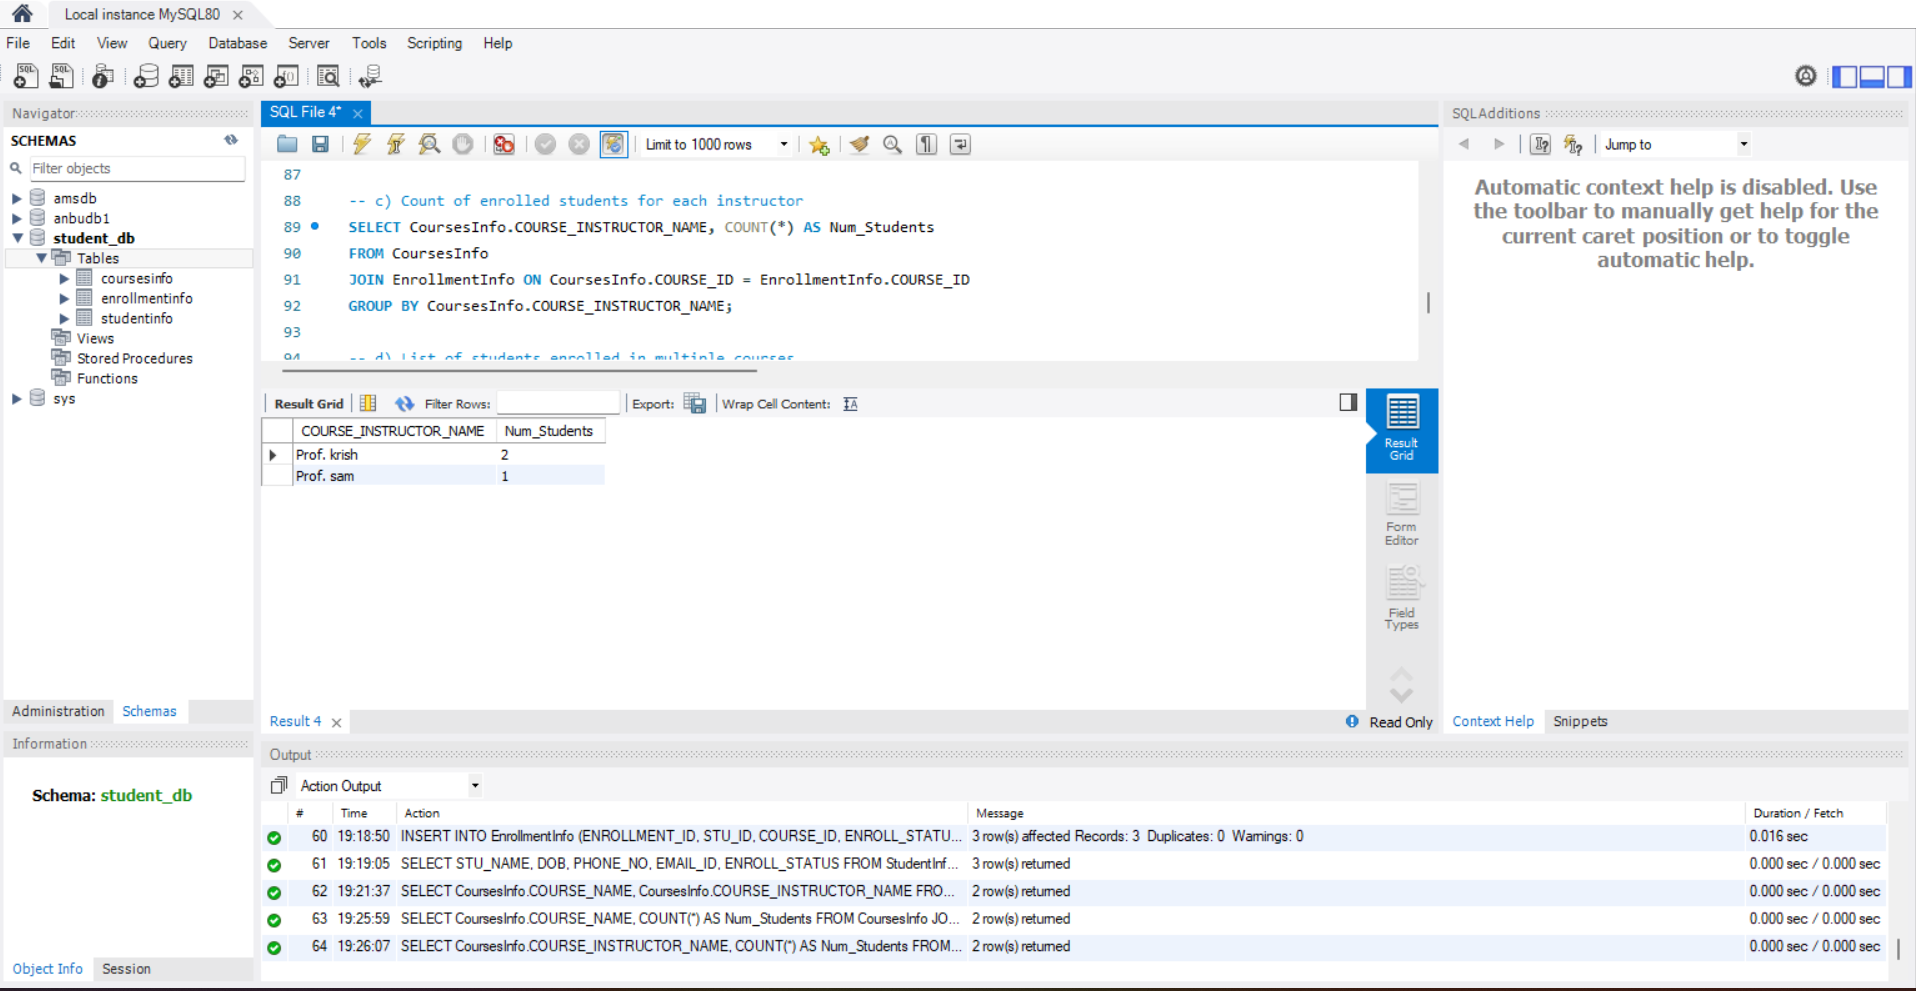 Local instance MySQL80
File Edit View Query Database Server Tools Scripting Help
Navigator
SCHEMAS
Filter objects
amsdb
anbudb1
student_db
Tables
coursesinfo
enrollmentinfo
studentinfo
Views
Stored Procedures
Functions
sys
Administration Schemas
Information
Schema: student_db
Object Info Session
SQL File 4*
Limit to 1000 rows
87
88 -- c) Count of enrolled students for each instructor
89 SELECT CoursesInfo.COURSE_INSTRUCTOR_NAME, COUNT(*) AS Num_Students
90 FROM CoursesInfo
91 JOIN EnrollmentInfo ON CoursesInfo.COURSE_ID = EnrollmentInfo.COURSE_ID
92 GROUP BY CoursesInfo.COURSE_INSTRUCTOR_NAME;
93
94 -- d) List of students enrolled in multiple courses
Result Grid Filter Rows: Export: Wrap Cell Content: IA
COURSE_INSTRUCTOR_NAME Num_Students
Prof. krish 2
Prof. sam 1
Result
Grid
Form
Editor
Field
Types
Result 4
Read Only
SQLAdditions
Jump to
Automatic context help is disabled. Use
the toolbar to manually get help for the
current caret position or to toggle
automatic help.
Context Help Snippets
Output
Action Output
# Time Action Message Duration / Fetch
60 19:18:50 INSERT INTO EnrollmentInfo (ENROLLMENT_ID, STU_ID, COURSE_ID, ENROLL_STATU... 3 row(s) affected Records: 3 Duplicates: 0 Warnings: 0 0.016 sec
61 19:19:05 SELECT STU_NAME, DOB, PHONE_NO, EMAIL_ID, ENROLL_STATUS FROM StudentInf... 3 row(s) returned 0.000 sec / 0.000 sec
62 19:21:37 SELECT CoursesInfo.COURSE_NAME, CoursesInfo.COURSE_INSTRUCTOR_NAME FRO... 2 row(s) returned 0.000 sec / 0.000 sec
63 19:25:59 SELECT CoursesInfo.COURSE_NAME, COUNT(*) AS Num_Students FROM CoursesInfo JO... 2 row(s) returned 0.000 sec / 0.000 sec
64 19:26:07 SELECT CoursesInfo.COURSE_INSTRUCTOR_NAME, COUNT(*) AS Num_Students FROM... 2 row(s) returned 0.000 sec / 0.000 sec